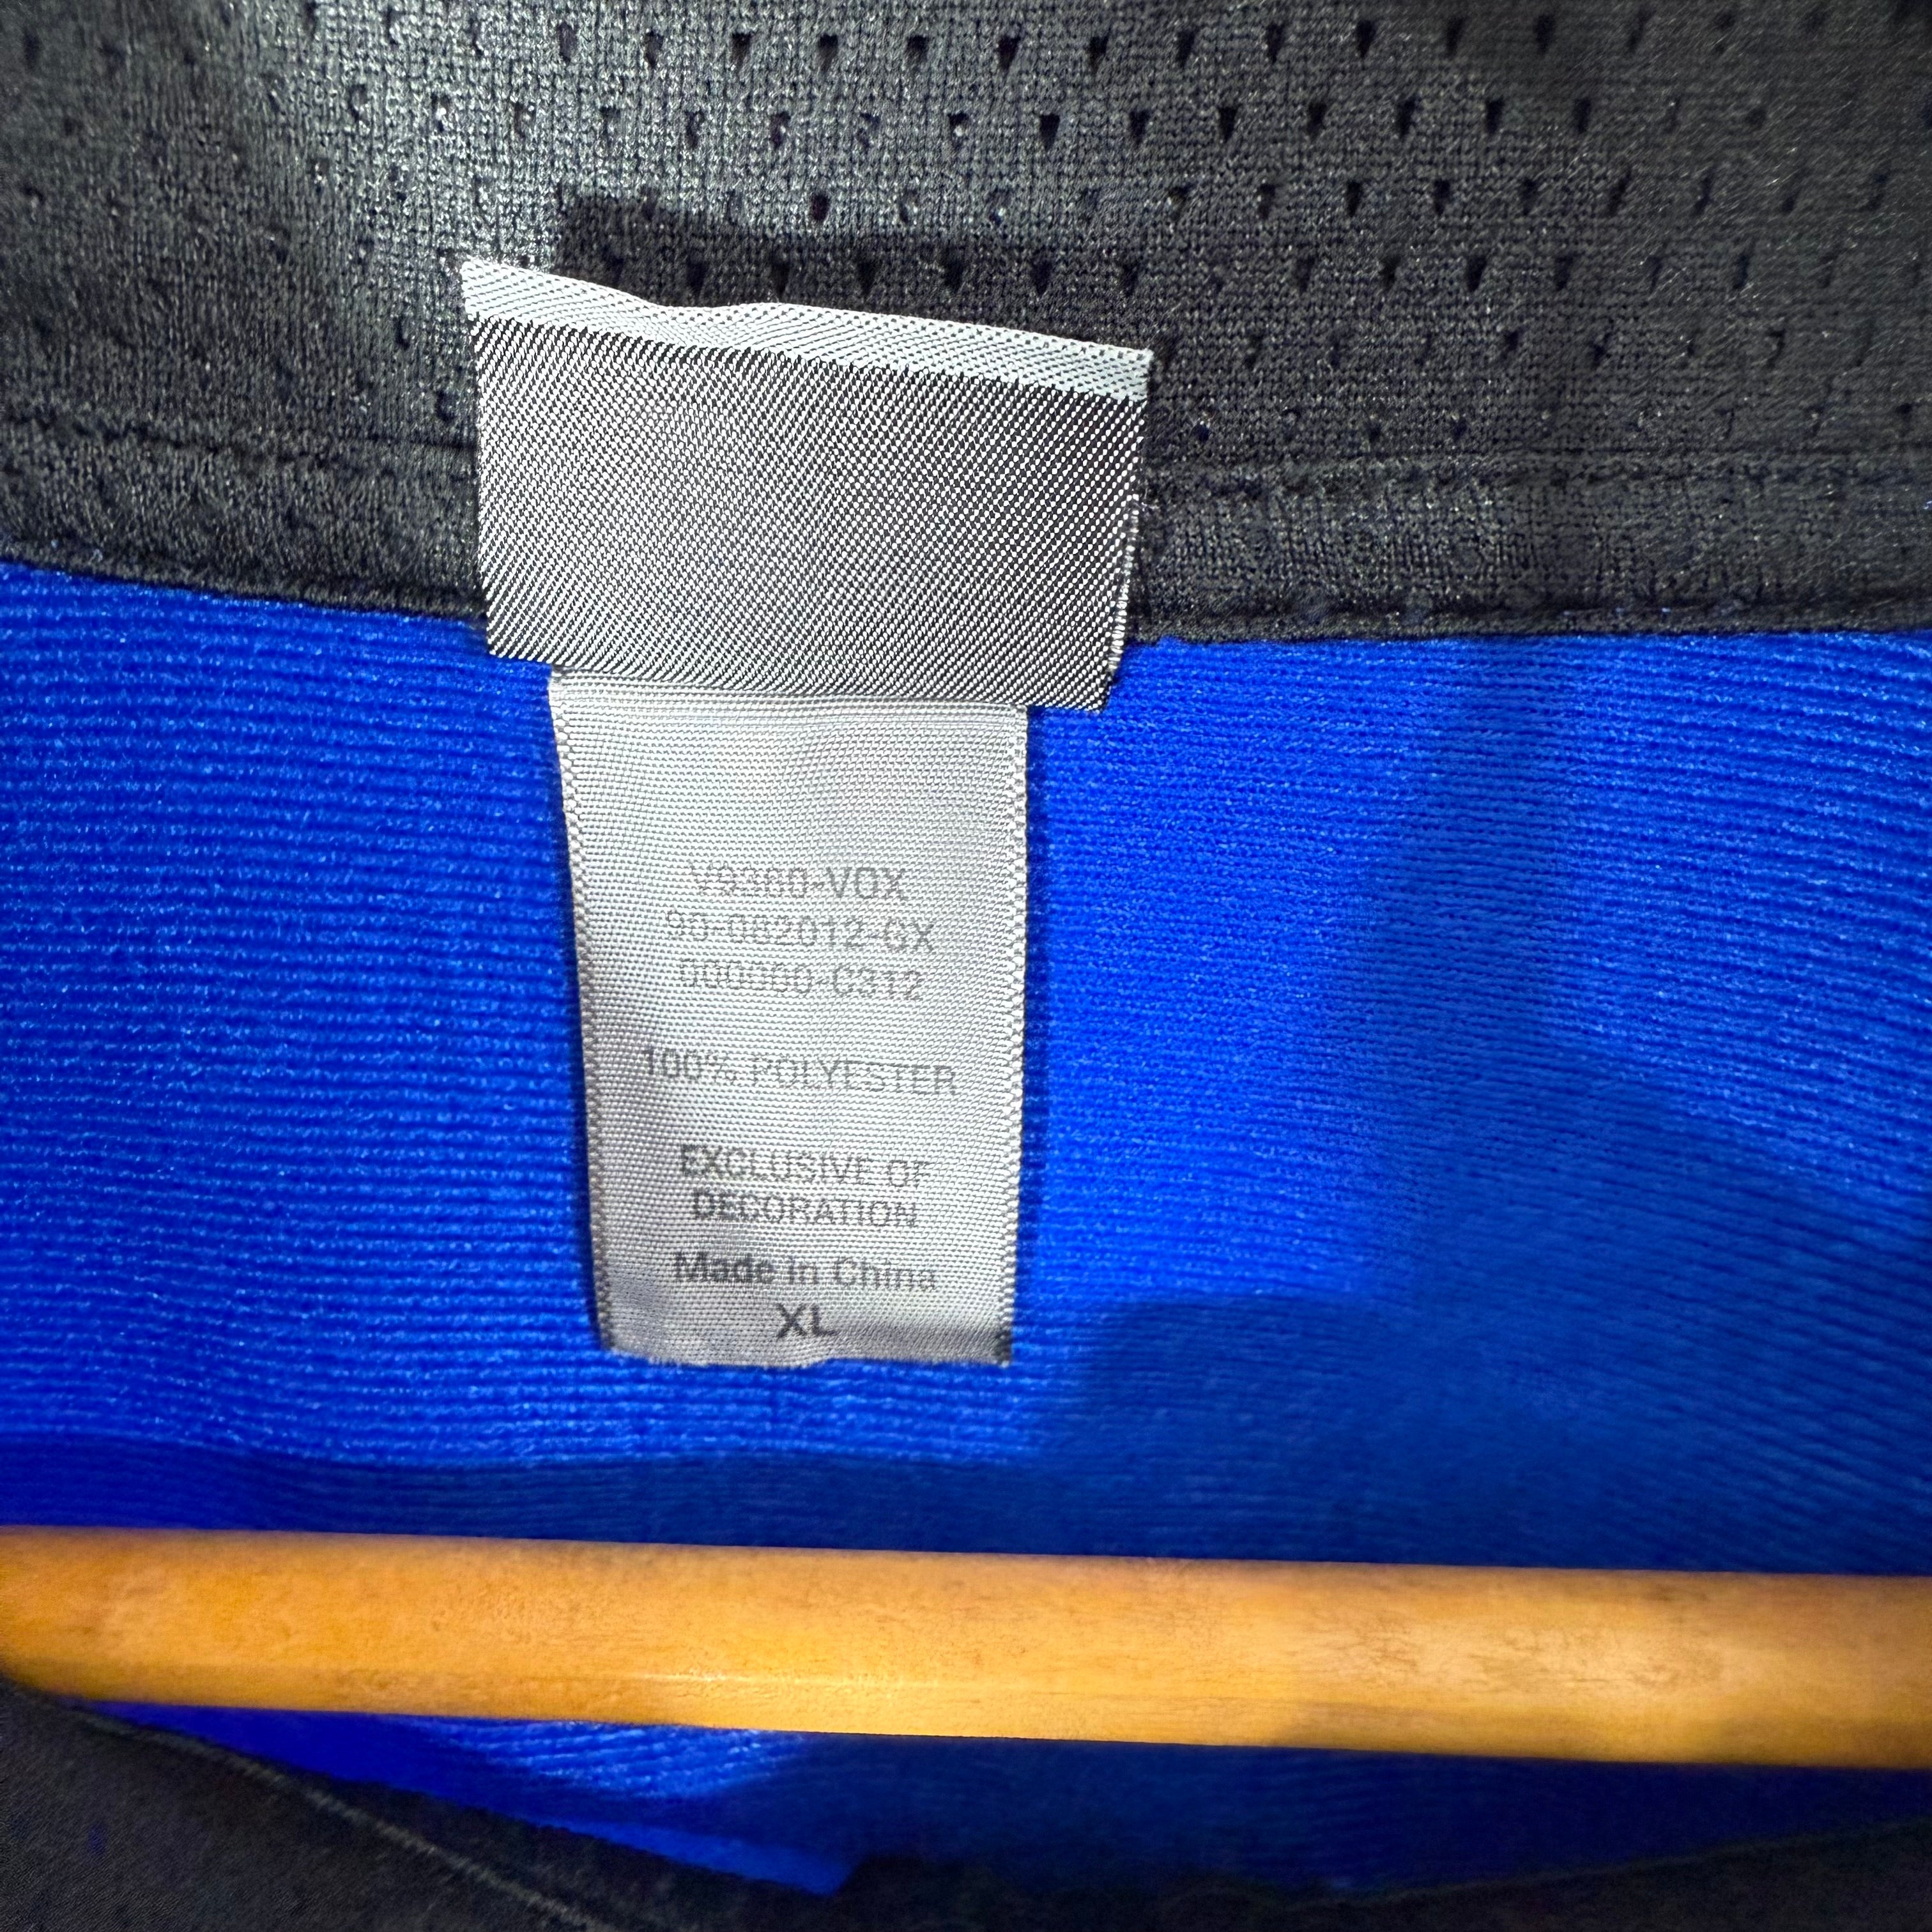 V9360-VOX
90-082012-GX
000000-C312
100% POLYESTER
EXCLUSIVE OF
DECORATION
Made in China
XL